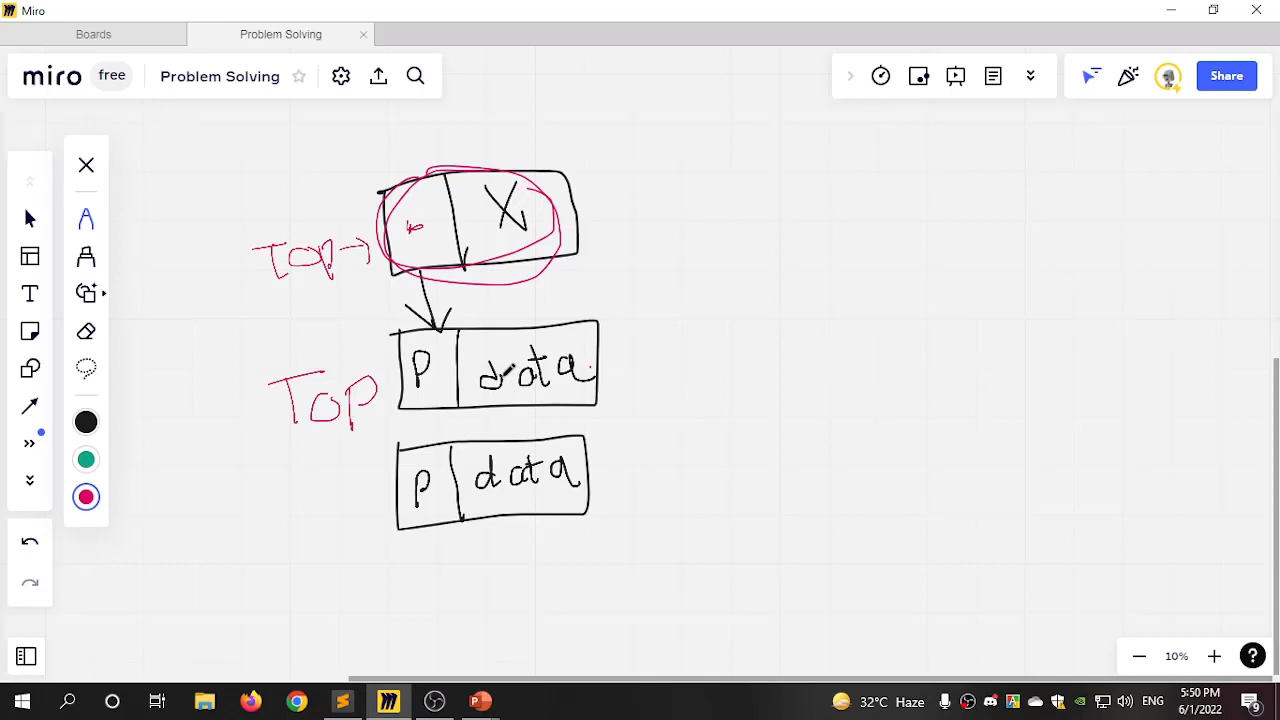 Miro
Boards
Problem Solving
miro
free
Problem Solving
Share
X
TOP
P data
TOP
P data
10%
32°C Haze
ENG
5:50 PM
6/1/2022
9